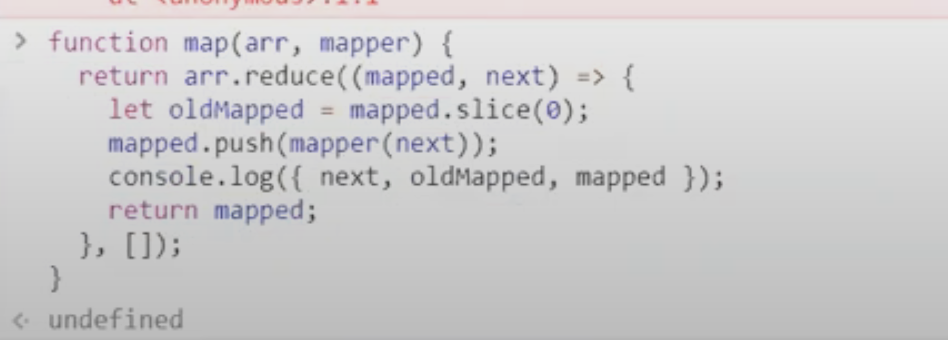 at <anonymous>:1:1
> function map(arr, mapper) {
return arr.reduce((mapped, next) => {
let oldMapped = mapped.slice(0);
mapped.push(mapper(next));
console.log({ next, oldMapped, mapped });
return mapped;
}, []);
}
<· undefined